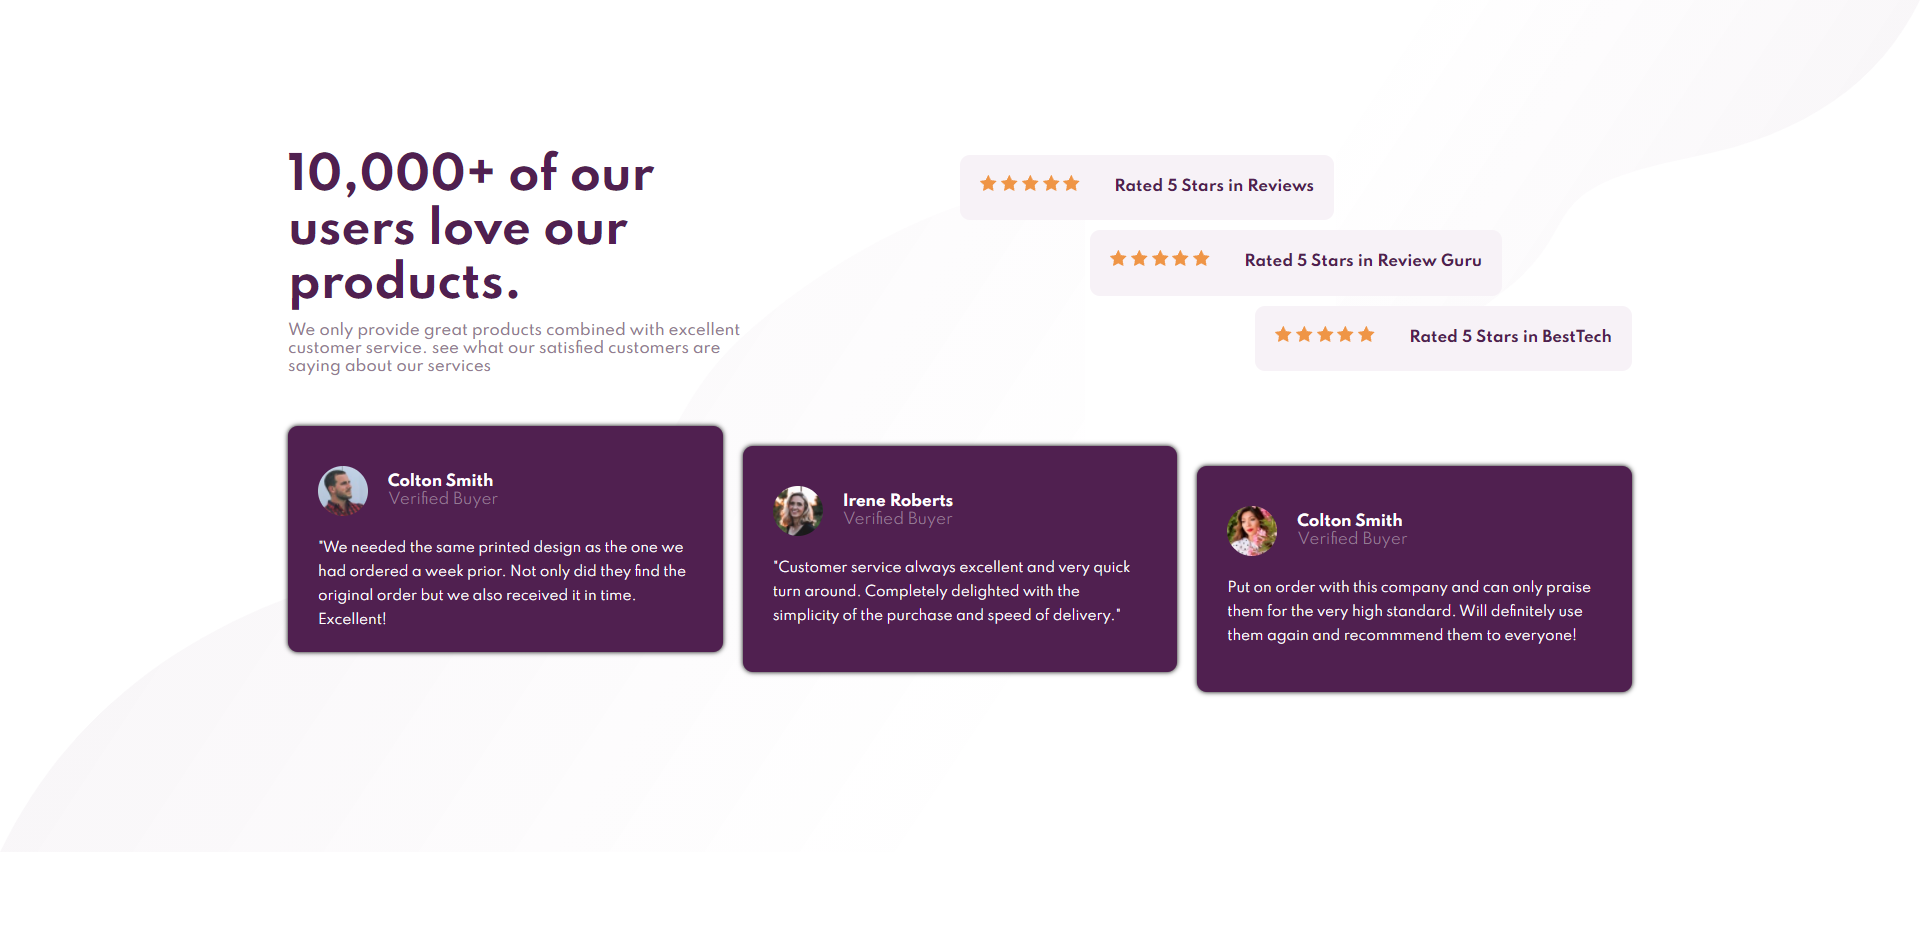 10,000+ of our
users love our
products.
We only provide great products combined with excellent
customer service. see what our satisfied customers are
saying about our services
Rated 5 Stars in Reviews
Rated 5 Stars in Review Guru
Rated 5 Stars in BestTech
Colton Smith
Verified Buyer
"We needed the same printed design as the one we
had ordered a week prior. Not only did they find the
original order but we also received it in time.
Excellent!
Irene Roberts
Verified Buyer
"Customer service always excellent and very quick
turn around. Completely delighted with the
simplicity of the purchase and speed of delivery."
Colton Smith
Verified Buyer
Put on order with this company and can only praise
them for the very high standard. Will definitely use
them again and recommmend them to everyone!